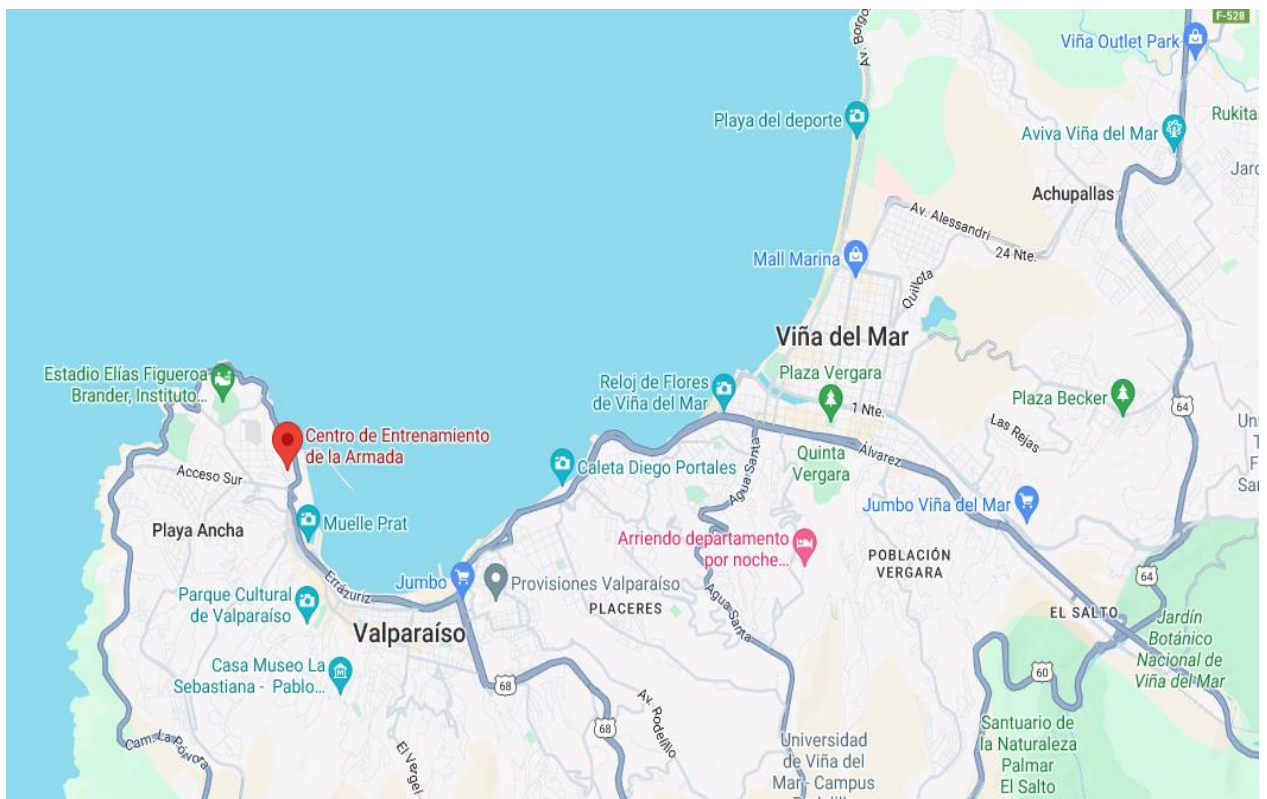 F-528
Viña Outlet Park
Av. Borgo
Playa del deporte
Aviva Viña del Mar
Rukita
Jard
Achupallas
Av. Alessandri
24 Nte.
Mall Marina
Quillota
Viña del Mar
Estadio Elías Figueroa
Brander, Instituto...
Reloj de Flores
de Viña del Mar
Plaza Vergara
1 Nte.
Plaza Becker
64
Las Rejas
Centro de Entrenamiento
de la Armada
Acceso Sur
Caleta Diego Portales
Agua Santa
Quinta
Vergara
Álvarez
Jumbo Viña del Mar
Playa Ancha
Muelle Prat
Arriendo departamento
por noche...
POBLACIÓN
VERGARA
Errázuriz
Jumbo
Provisiones Valparaíso
64
Parque Cultural
de Valparaíso
PLACERES
Agua Santa
EL SALTO
Jardín
Botánico
Nacional de
Viña del Mar
Valparaíso
Casa Museo La
Sebastiana - Pablo...
68
60
68
Av. Rodelillo
El Vergel
Cam. La Pólvora
Universidad
de Viña del
Mar - Campus
Santuario de
la Naturaleza
Palmar
El Salto